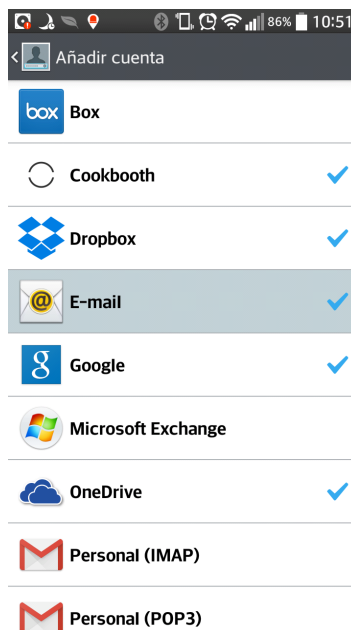 86% 10:51
Añadir cuenta
box Box
Cookbooth
Dropbox
@ E-mail
g Google
Microsoft Exchange
OneDrive
Personal (IMAP)
Personal (POP3)